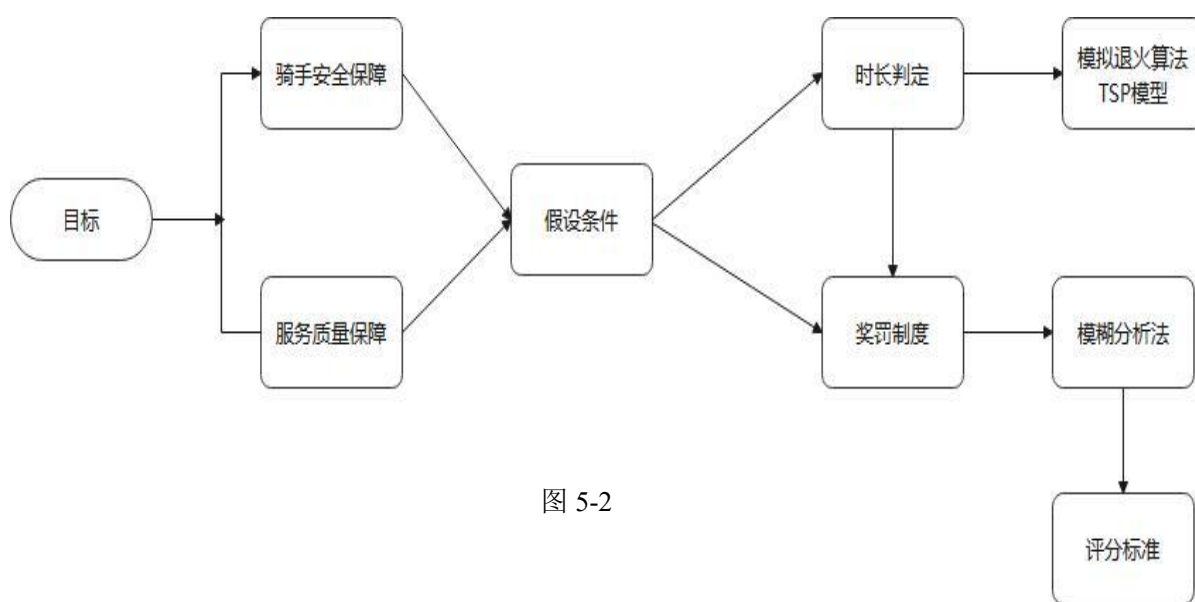 骑手安全保障
时长判定
模拟退火算法
TSP模型
目标
假设条件
服务质量保障
奖罚制度
模糊分析法
图 5-2
评分标准